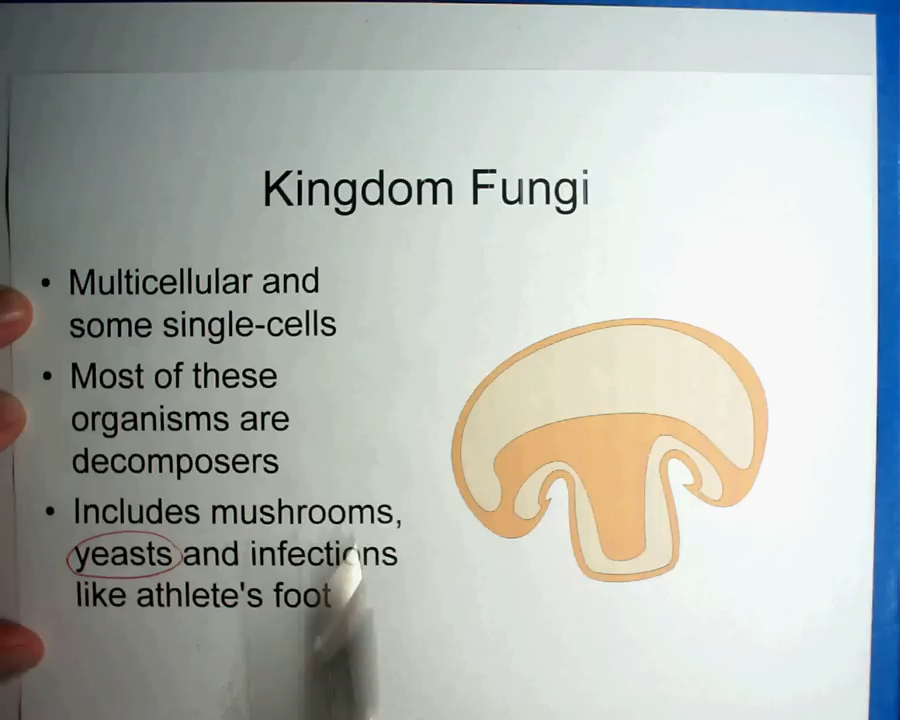 Kingdom Fungi
• Multicellular and
some single-cells
• Most of these
organisms are
decomposers
• Includes mushrooms,
yeasts and infections
like athlete's foot